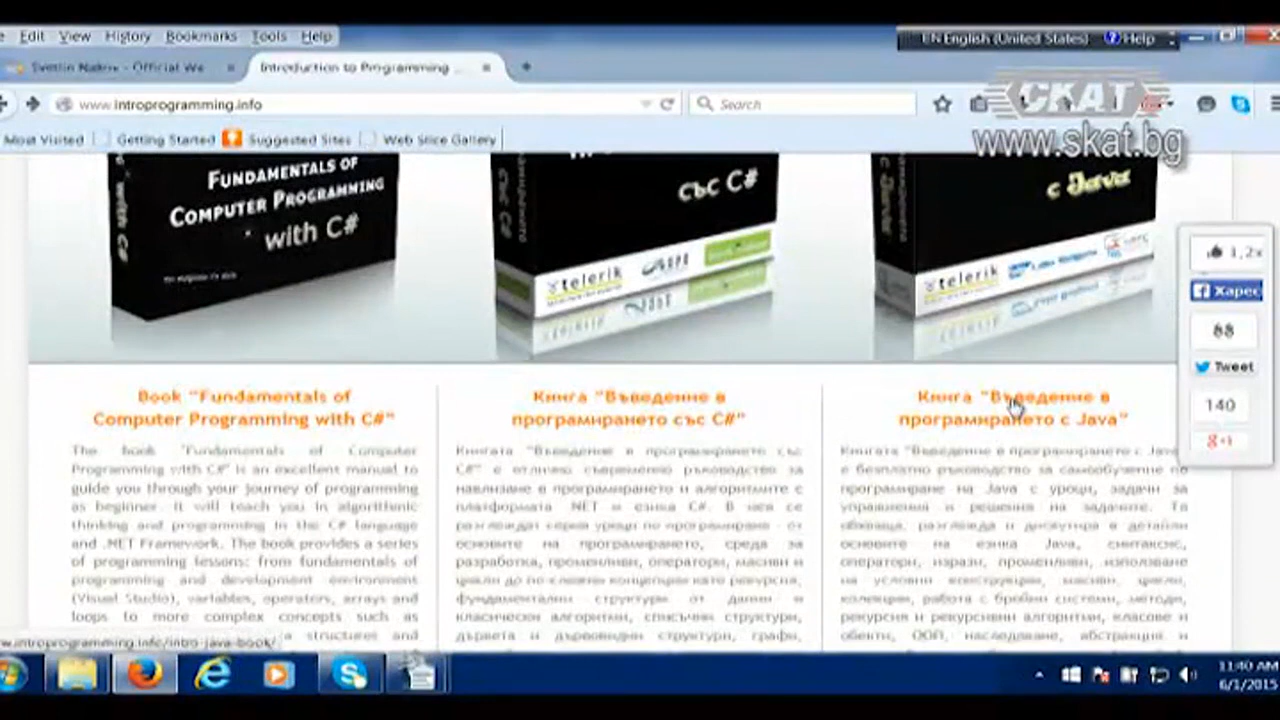 Edit View History Bookmarks Tools Help
EN English (United States) Help
Svetlin Nakov - Official We
Introduction to Programming ...
www.introprogramming.info
Search
СКАТ
www.skat.bg
Most Visited Getting Started Suggested Sites Web Slice Gallery
FUNDAMENTALS OF
COMPUTER PROGRAMMING
with C#
with C#
със C#
telerik
с Java
telerik
1,2х
Харес
88
Tweet
140
g+1
Book "Fundamentals of
Computer Programming with C#"
The book "Fundamentals of Computer
Programming with C#" is an excellent manual to
guide you through your journey of programming
as beginner. It will teach you in algorithmic
thinking and programming in the C# language
and .NET Framework. The book provides a series
of programming lessons: from fundamentals of
programming and development environment
(Visual Studio), variables, operators, arrays and
loops to more complex concepts such as
structures and
Книга "Въведение в
програмирането със C#"
Книгата "Въведение в програмирането със
C#" е отлично съвременно ръководство за
навлизане в програмирането и алгоритмите с
платформата .NET и езика C#. В нея се
разглеждат серия уроци по програмиране - от
основите на програмирането, среда за
разработка, променливи, оператори, масиви и
цикли до по-сложни концепции като рекурсия,
фундаментални структури от данни и
класически алгоритми, списъчни структури,
дървета и дървовидни структури, графи,
Книга "Въведение в
програмирането с Java"
Книгата "Въведение в програмирането с Java"
е безплатно ръководство за самообучение по
програмиране на Java с уроци, задачи за
упражнения и решения на задачите. Тя
обхваща, разглежда и дискутира в детайли
основите на езика Java, синтаксис,
оператори, изрази, променливи, използване
на условни конструкции, масиви, цикли,
колекции, работа с бройни системи, методи,
рекурсия и рекурсивни алгоритми, класове и
обекти, ООП, наследяване, абстракция и
w.introprogramming.info/intro-java-book/
11:40 AM
6/1/2015